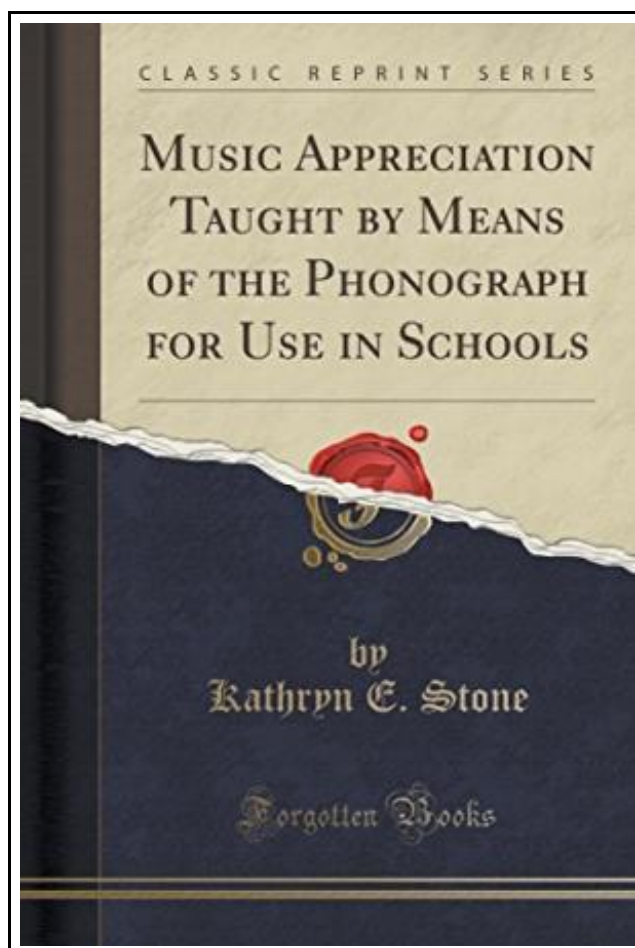 CLASSIC REPRINT SERIES
MUSIC APPRECIATION
TAUGHT BY MEANS
OF THE PHONOGRAPH
FOR USE IN SCHOOLS
by
Kathryn E. Stone
Forgotten Books